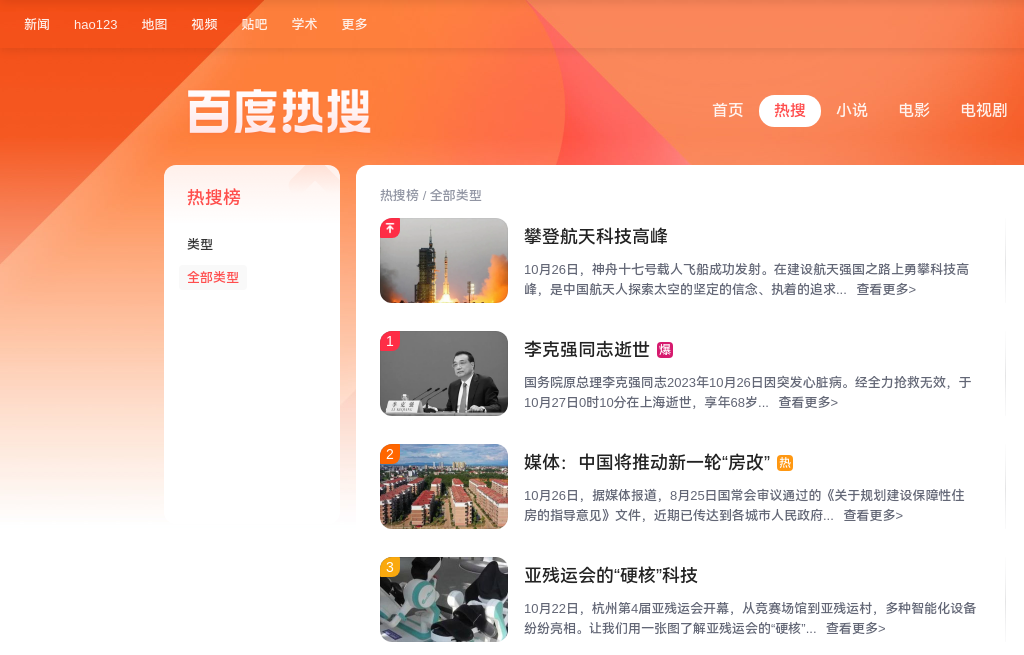 新闻 hao123 地图 视频 贴吧 学术 更多
百度热搜
首页 热搜 小说 电影 电视剧
热搜榜
类型
全部类型
热搜榜 / 全部类型
攀登航天科技高峰
10月26日，神舟十七号载人飞船成功发射。在建设航天强国之路上勇攀科技高
峰，是中国航天人探索太空的坚定的信念、执着的追求... 查看更多>
1
李克强同志逝世 爆
国务院原总理李克强同志2023年10月26日因突发心脏病。经全力抢救无效，于
10月27日0时10分在上海逝世，享年68岁... 查看更多>
李克强
2
媒体：中国将推动新一轮“房改” 热
10月26日，据媒体报道，8月25日国常会审议通过的《关于规划建设保障性住
房的指导意见》文件，近期已传达到各城市人民政府... 查看更多>
3
亚残运会的“硬核”科技
10月22日，杭州第4届亚残运会开幕，从竞赛场馆到亚残运村，多种智能化设备
纷纷亮相。让我们用一张图了解亚残运会的“硬核”... 查看更多>